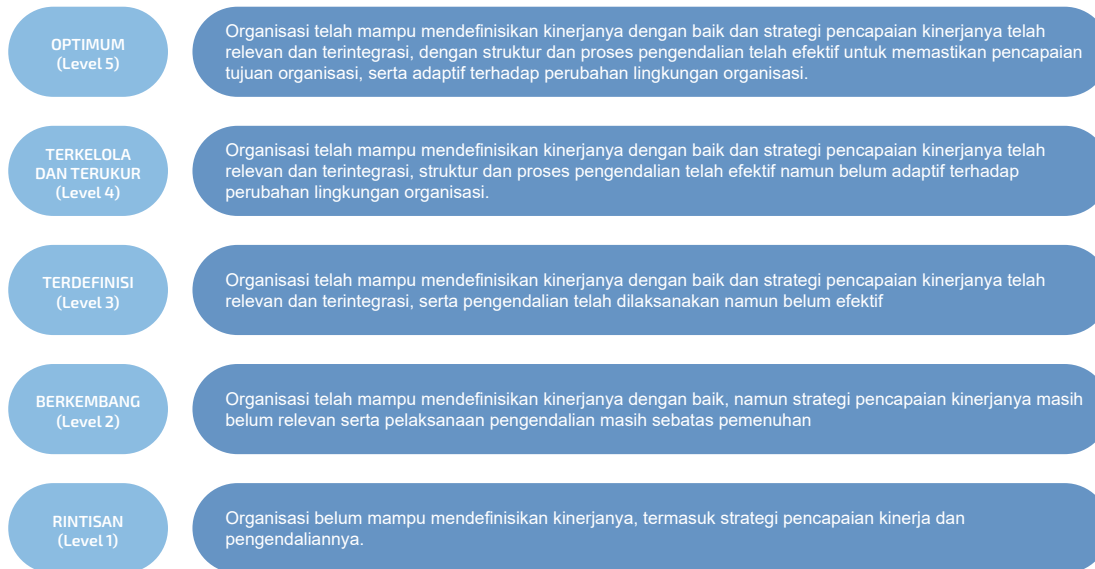 OPTIMUM
(Level 5)
Organisasi telah mampu mendefinisikan kinerjanya dengan baik dan strategi pencapaian kinerjanya telah
relevan dan terintegrasi, dengan struktur dan proses pengendalian telah efektif untuk memastikan pencapaian
tujuan organisasi, serta adaptif terhadap perubahan lingkungan organisasi.
TERKELOLA
DAN TERUKUR
(Level 4)
Organisasi telah mampu mendefinisikan kinerjanya dengan baik dan strategi pencapaian kinerjanya telah
relevan dan terintegrasi, struktur dan proses pengendalian telah efektif namun belum adaptif terhadap
perubahan lingkungan organisasi.
TERDEFINISI
(Level 3)
Organisasi telah mampu mendefinisikan kinerjanya dengan baik dan strategi pencapaian kinerjanya telah
relevan dan terintegrasi, serta pengendalian telah dilaksanakan namun belum efektif
BERKEMBANG
(Level 2)
Organisasi telah mampu mendefinisikan kinerjanya dengan baik, namun strategi pencapaian kinerjanya masih
belum relevan serta pelaksanaan pengendalian masih sebatas pemenuhan
RINTISAN
(Level 1)
Organisasi belum mampu mendefinisikan kinerjanya, termasuk strategi pencapaian kinerja dan
pengendaliannya.